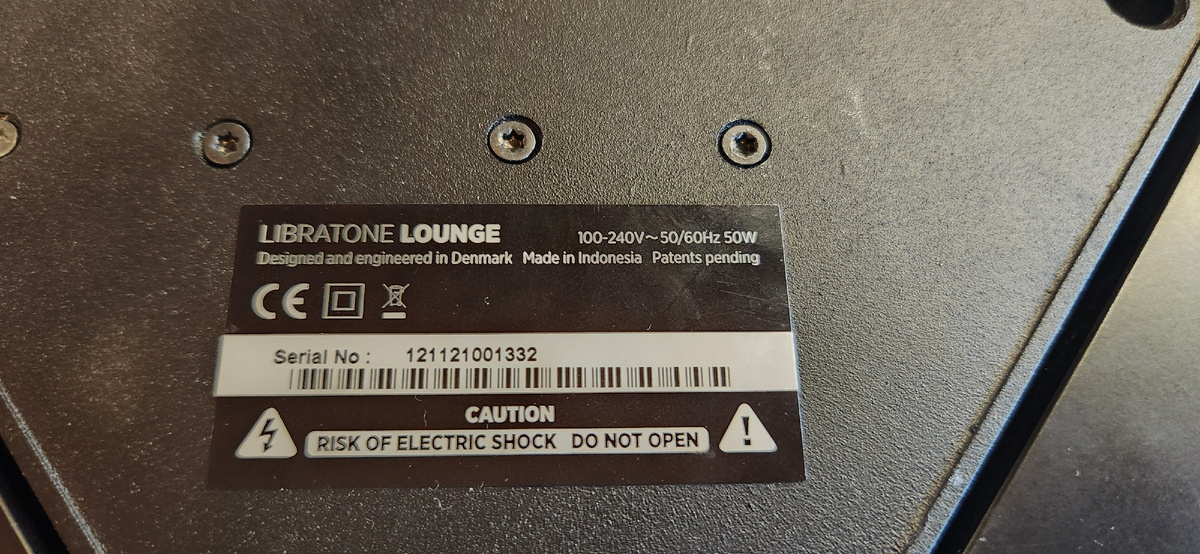 LIBRATONE LOUNGE 100-240V~50/60Hz 50W
Designed and engineered in Denmark Made in Indonesia Patents pending
CE
Serial No : 121121001332
CAUTION
RISK OF ELECTRIC SHOCK DO NOT OPEN